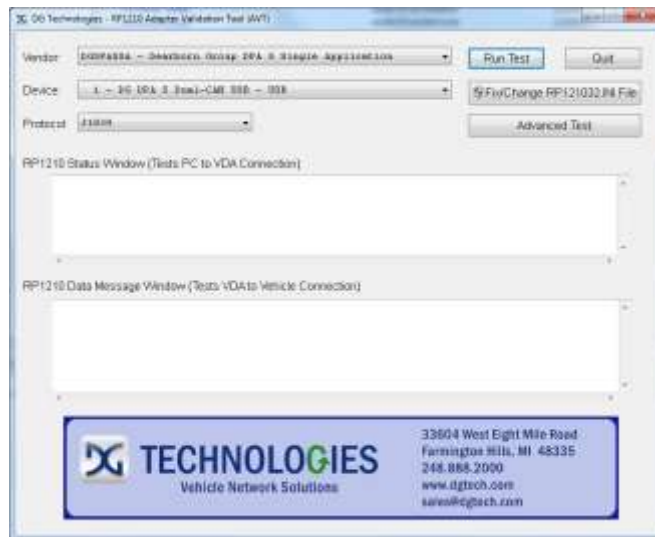 DG Technologies - RP1210 Adapter Validation Tool (AVT)
Vendor
Dearborn Group DPA 5 Single Application
Run Test
Quit
Device
1 - DG DPA 5 Dual-CAN USB - USB
Fix/Change RP121032.INI File
Protocol
Advanced Test
RP1210 Status Window (Tests PC to VDA Connection)
RP1210 Data Message Window (Tests VDA to Vehicle Connection)
DG TECHNOLOGIES
Vehicle Network Solutions
33604 West Eight Mile Road
Farmington Hills, MI 48335
248.888.2000
www.dgtech.com
sales@dgtech.com